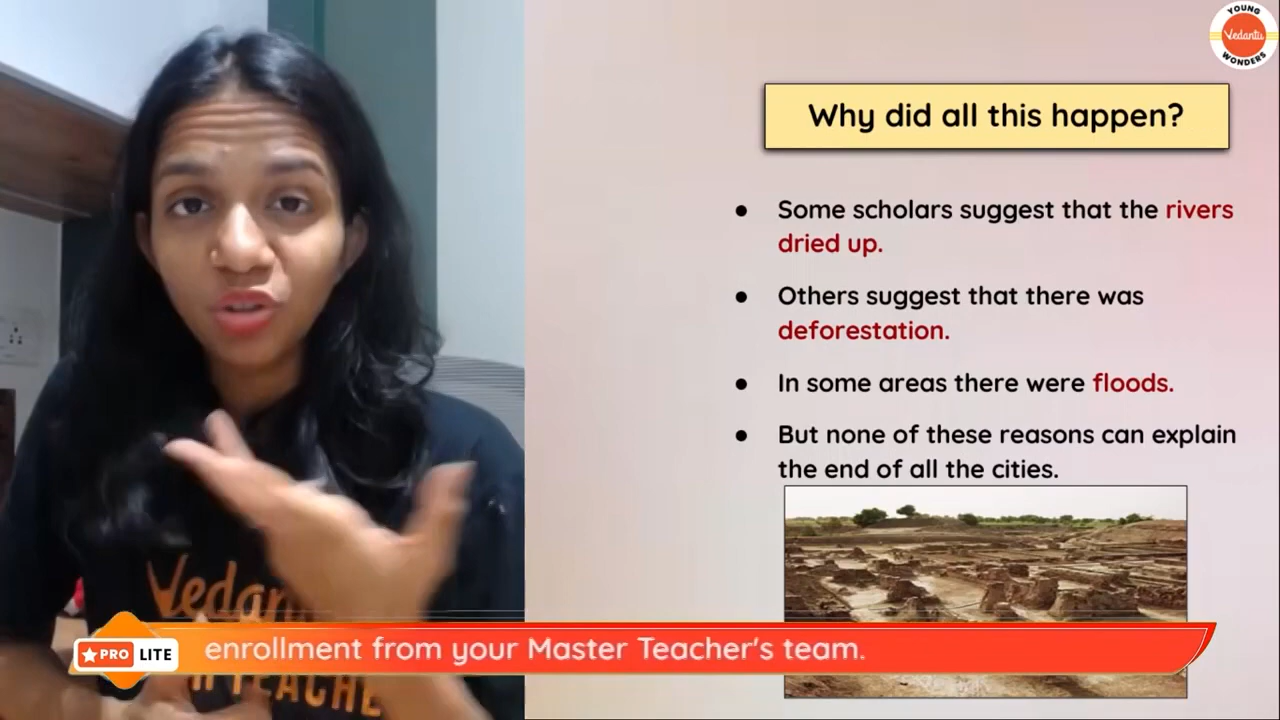 YOUNG
Vedantu
WONDERS
Why did all this happen?
● Some scholars suggest that the rivers
dried up.
● Others suggest that there was
deforestation.
● In some areas there were floods.
● But none of these reasons can explain
the end of all the cities.
PRO LITE
enrollment from your Master Teacher's team.